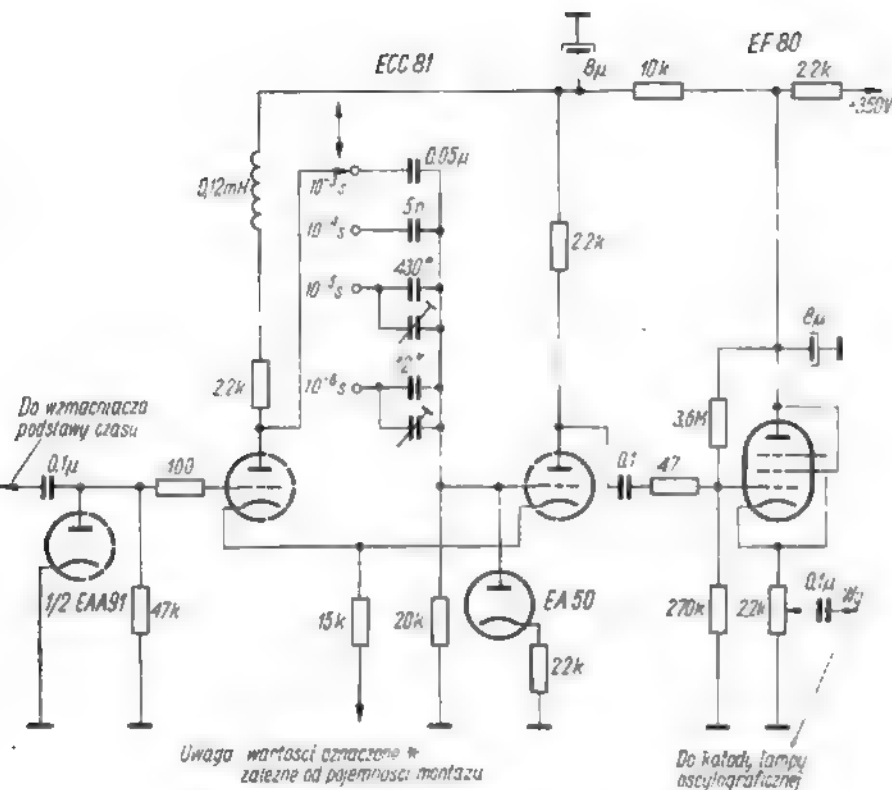 ECC 81
EF 80
8µ
10k
2.2k
+350V
0,12mH
10⁻³s
0,05µ
10⁻⁴s
5n
10⁻⁵s
430*
10⁻⁶s
2.2k
2.2k
8µ
3.6M
Do wzmacniacza
podstawy czasu
0.1µ
100
0.1
47
1/2 EAA91
47k
15k
20k
EA 50
22k
270k
2,2k
0.1µ
Wy
Uwaga wartości oznaczone *
zależne od pojemności montażu
Do katody lampy
oscylograficznej